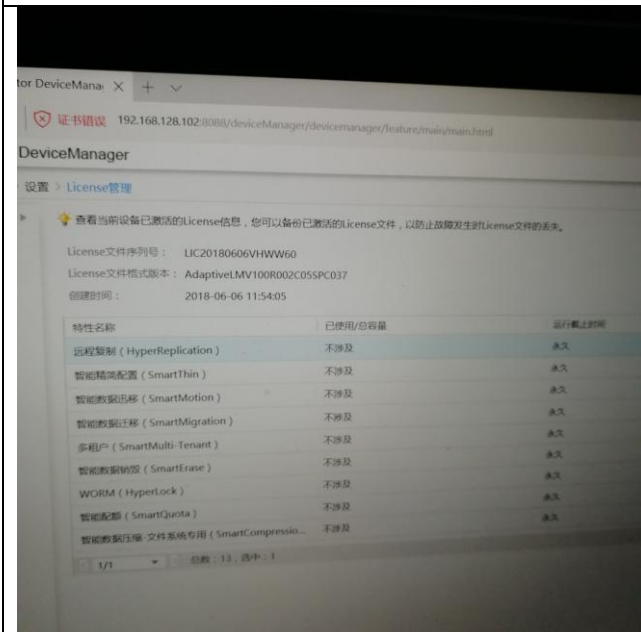 tor DeviceMana
证书错误 192.168.128.102:8088/deviceManager/devicemanager/feature/main/main.html
DeviceManager
设置 > License管理
查看当前设备已激活的License信息，您可以备份已激活的License文件，以防止故障发生时License文件的丢失。
License文件序列号： LIC20180606VHWW60
License文件格式版本： AdaptiveLMV100R002C05SPC037
创建时间： 2018-06-06 11:54:05
特性名称 已使用/总容量 运行截止时间
远程复制（HyperReplication） 不涉及 永久
智能精简配置（SmartThin） 不涉及 永久
智能数据迅移（SmartMotion） 不涉及 永久
智能数据迁移（SmartMigration） 不涉及 永久
多租户（SmartMulti-Tenant） 不涉及 永久
智能数据销毁（SmartErase） 不涉及 永久
WORM（HyperLock） 不涉及 永久
智能配额（SmartQuota） 不涉及 永久
智能数据压缩-文件系统专用（SmartCompressio... 不涉及
1/1 总数：13，选中：1